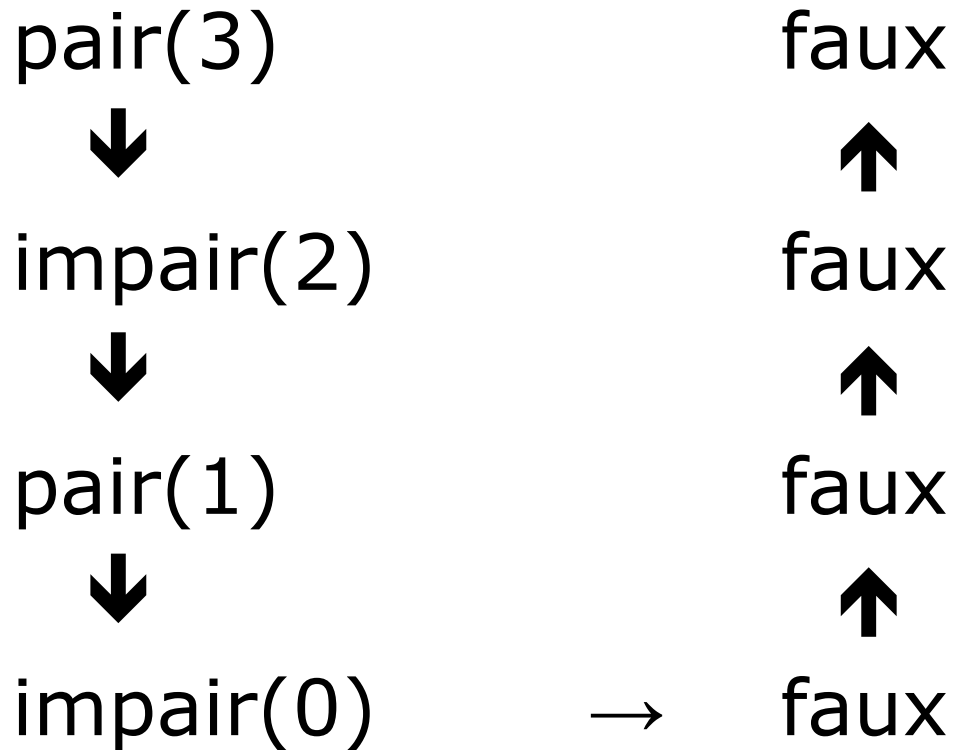 pair(3) faux
impair(2) faux
pair(1) faux
impair(0) → faux